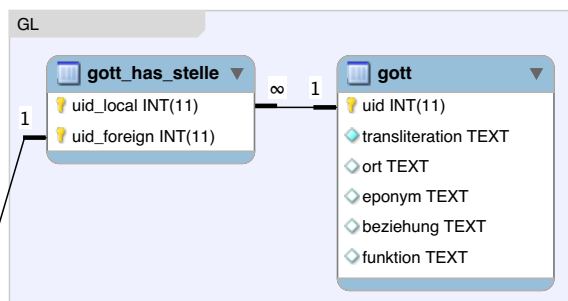 GL
gott_has_stelle
uid_local INT(11)
uid_foreign INT(11)
1
∞
1
gott
uid INT(11)
transliteration TEXT
ort TEXT
eponym TEXT
beziehung TEXT
funktion TEXT